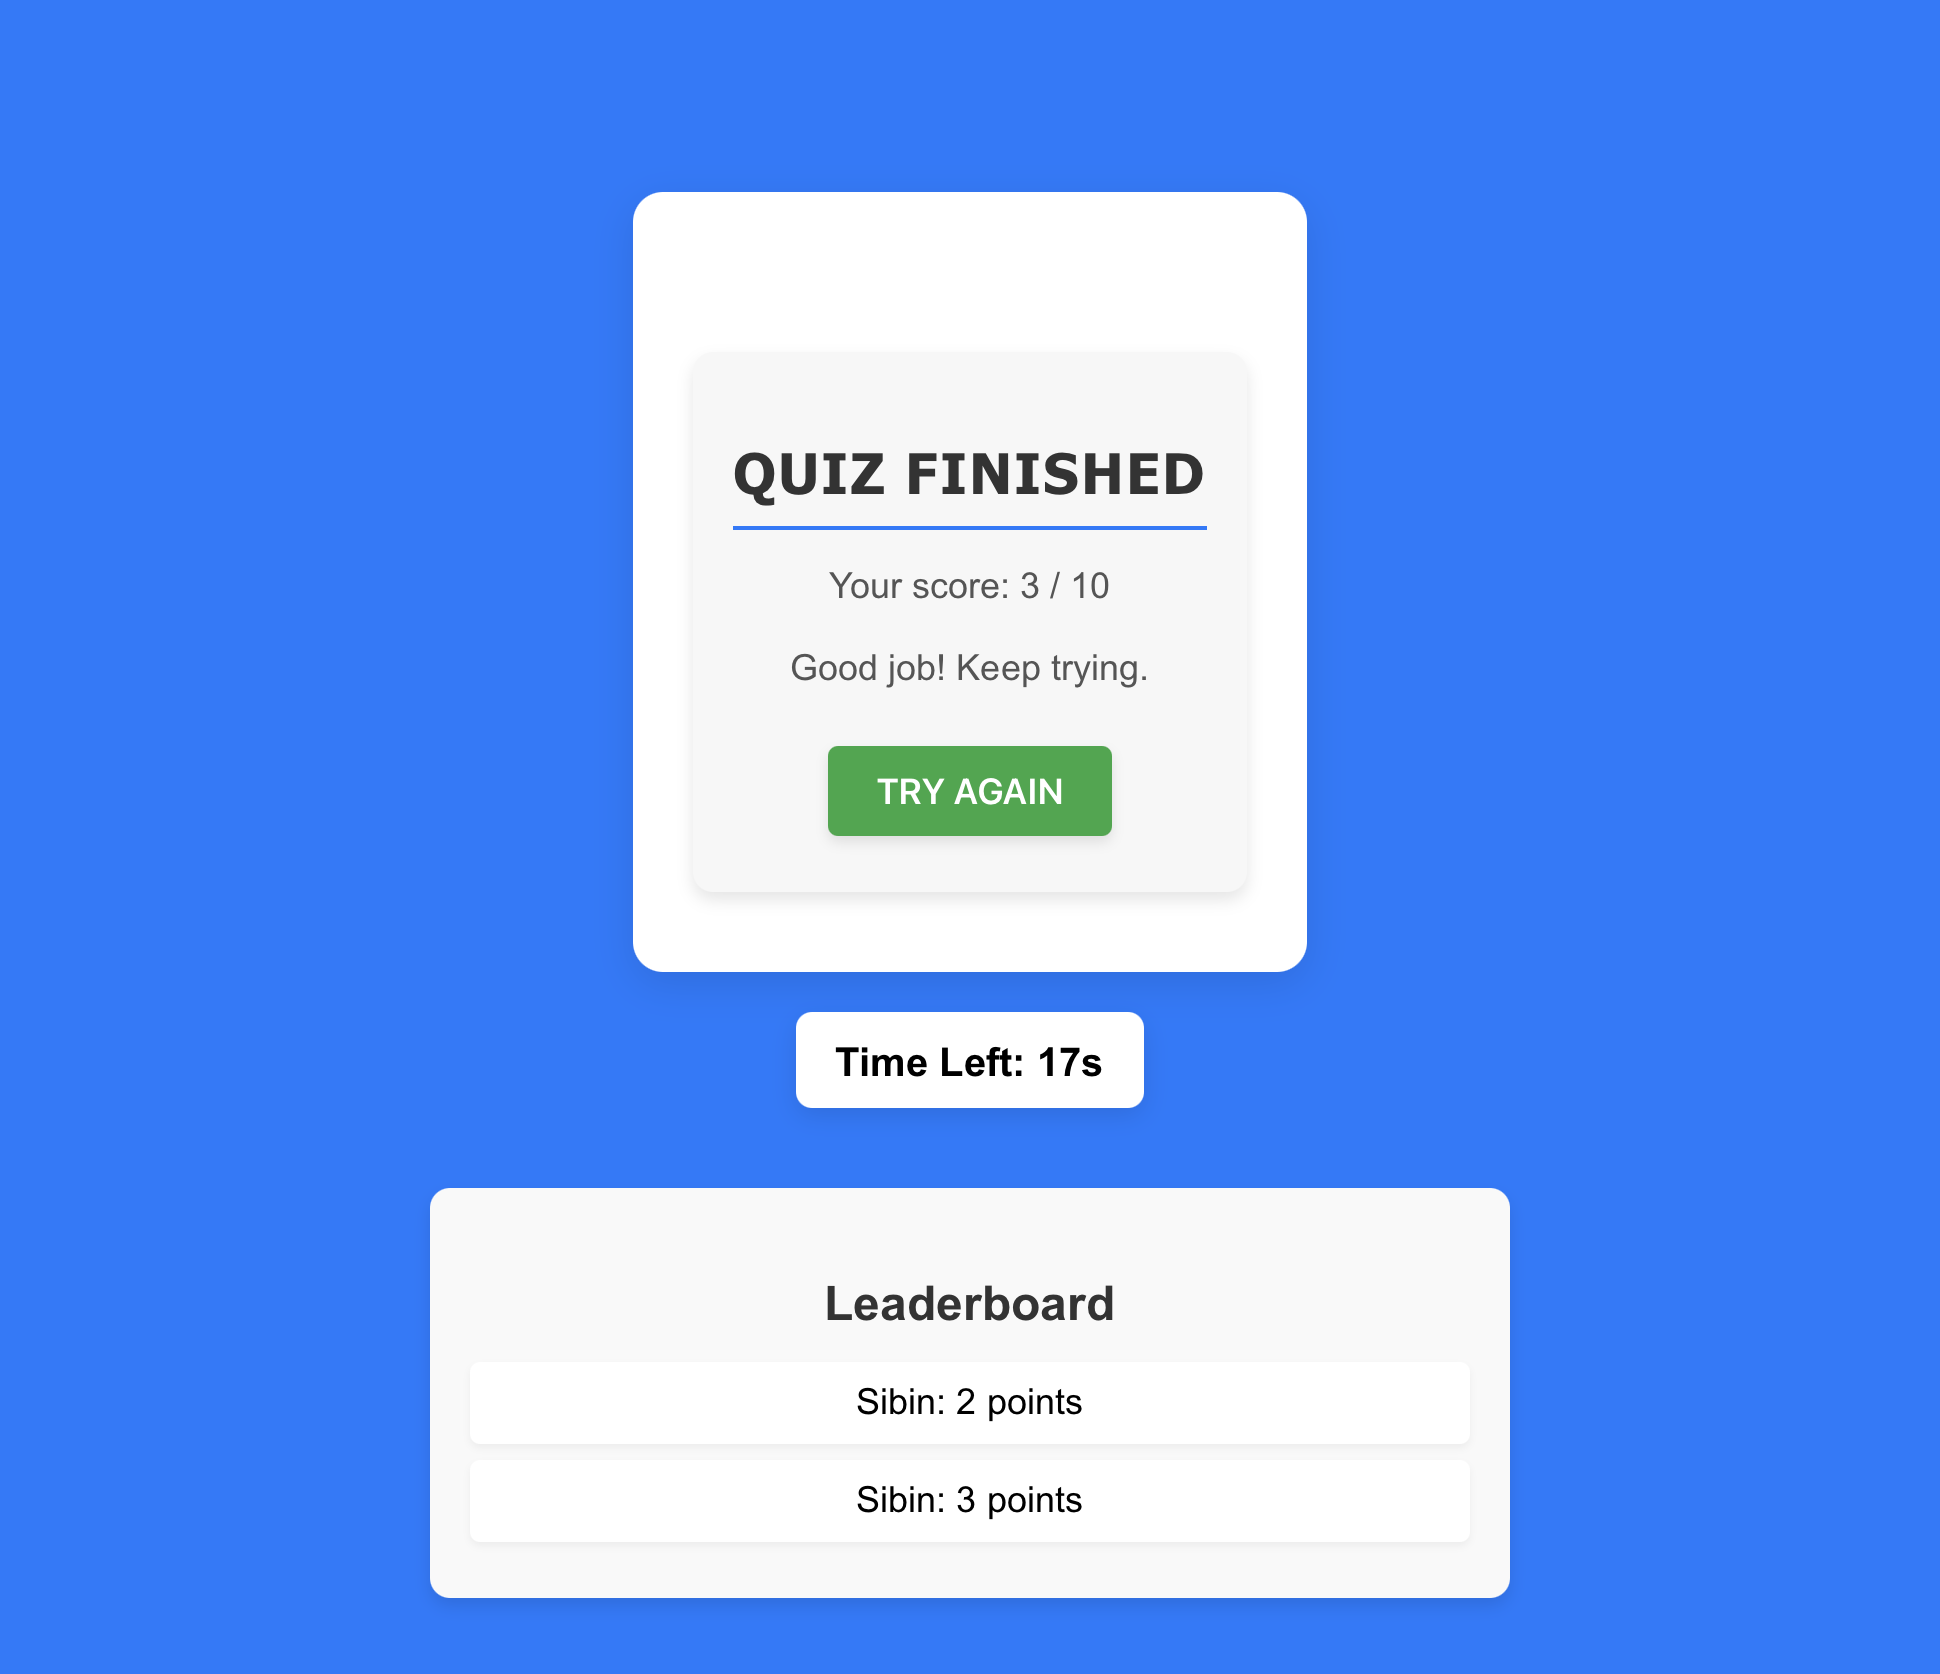 QUIZ FINISHED
Your score: 3 / 10
Good job! Keep trying.
TRY AGAIN
Time Left: 17s
Leaderboard
Sibin: 2 points
Sibin: 3 points